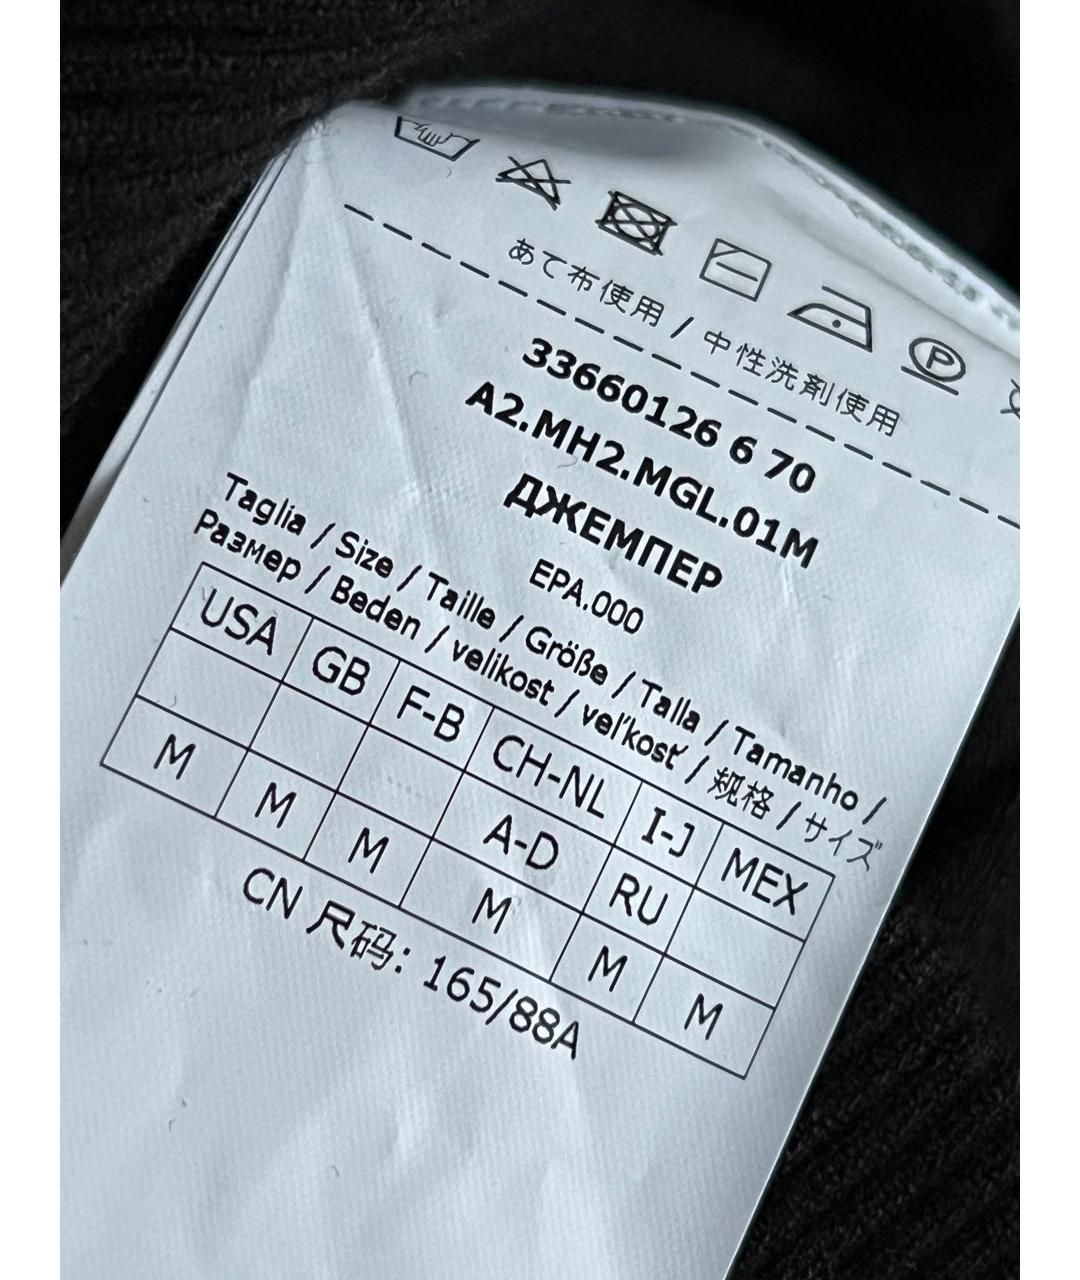 あて布使用 / 中性洗剤使用
33660126 6 70
A2.MH2.MGL.01M
ДЖЕМПЕР
EPA.000
Taglia / Size / Taille / Größe / Talla / Tamanho /
Размер / Beden / velikost / veľkosť / 规格 / サイズ
USA GB F-B CH-NL I-J MEX
A-D RU
M M M M M M
CN 尺码: 165/88A